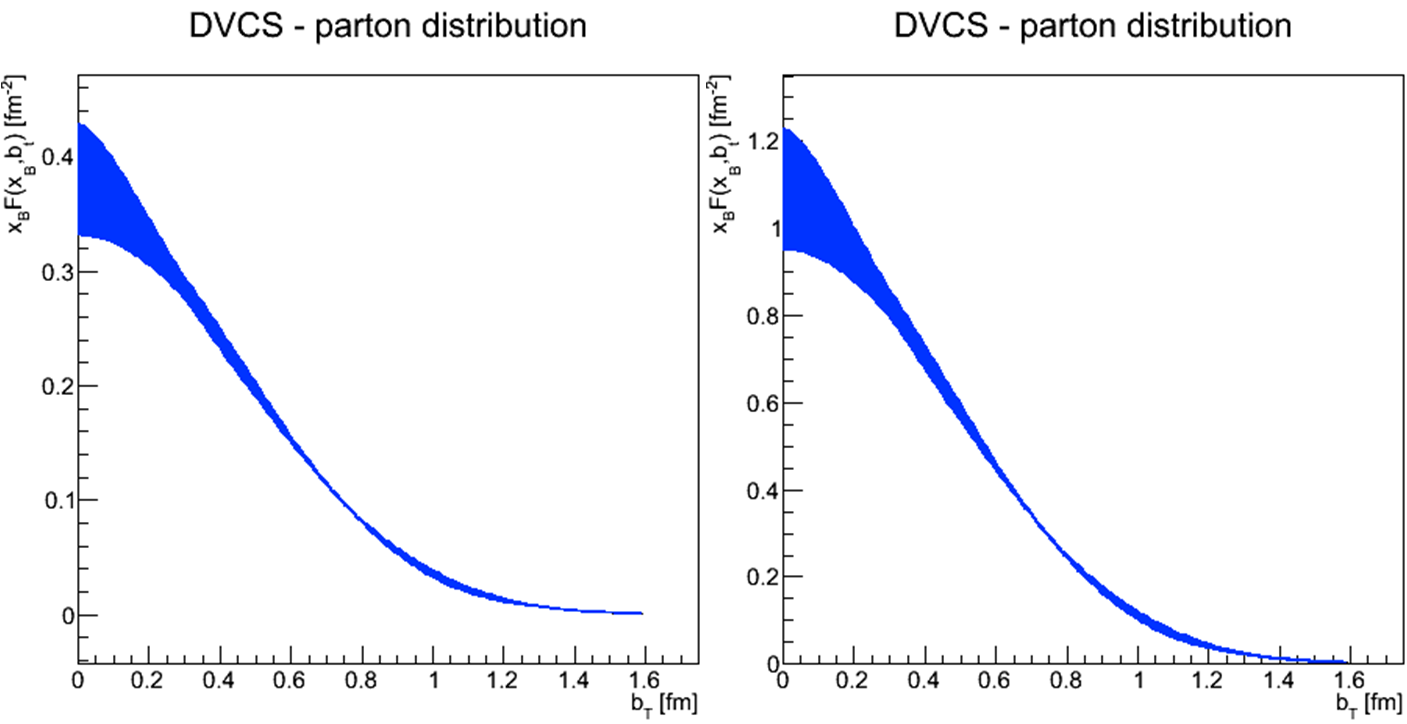 DVCS - parton distribution
x_B F(x_B,b_t) [fm^-2]
0.4
0.3
0.2
0.1
0
0 0.2 0.4 0.6 0.8 1 1.2 1.4 1.6
b_T [fm]
DVCS - parton distribution
x_B F(x_B,b_t) [fm^-2]
1.2
1
0.8
0.6
0.4
0.2
0
0 0.2 0.4 0.6 0.8 1 1.2 1.4 1.6
b_T [fm]